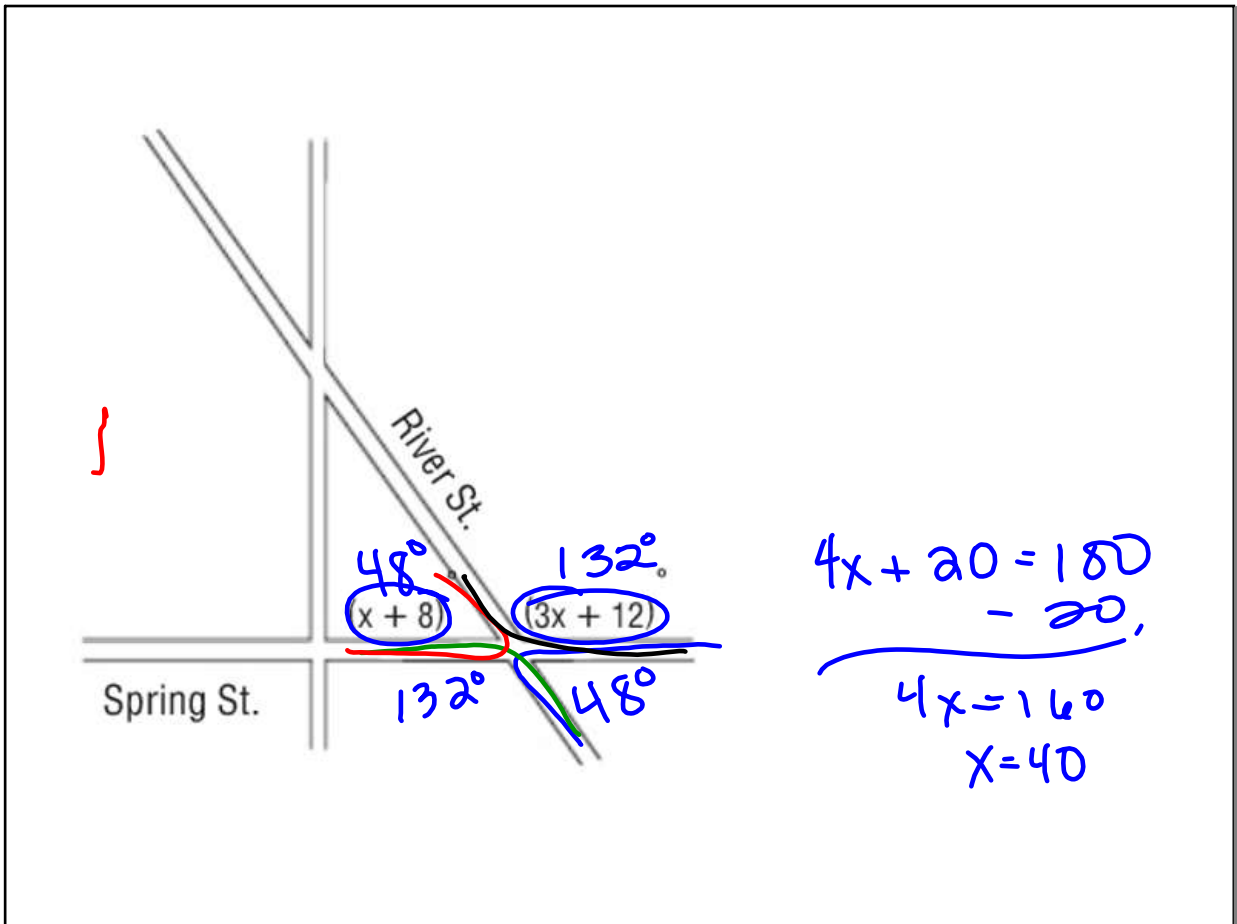 River St.
48°
132°
(x + 8)°
(3x + 12)°
Spring St.
132°
48°
4x + 20 = 180
- 20
4x = 160
x = 40